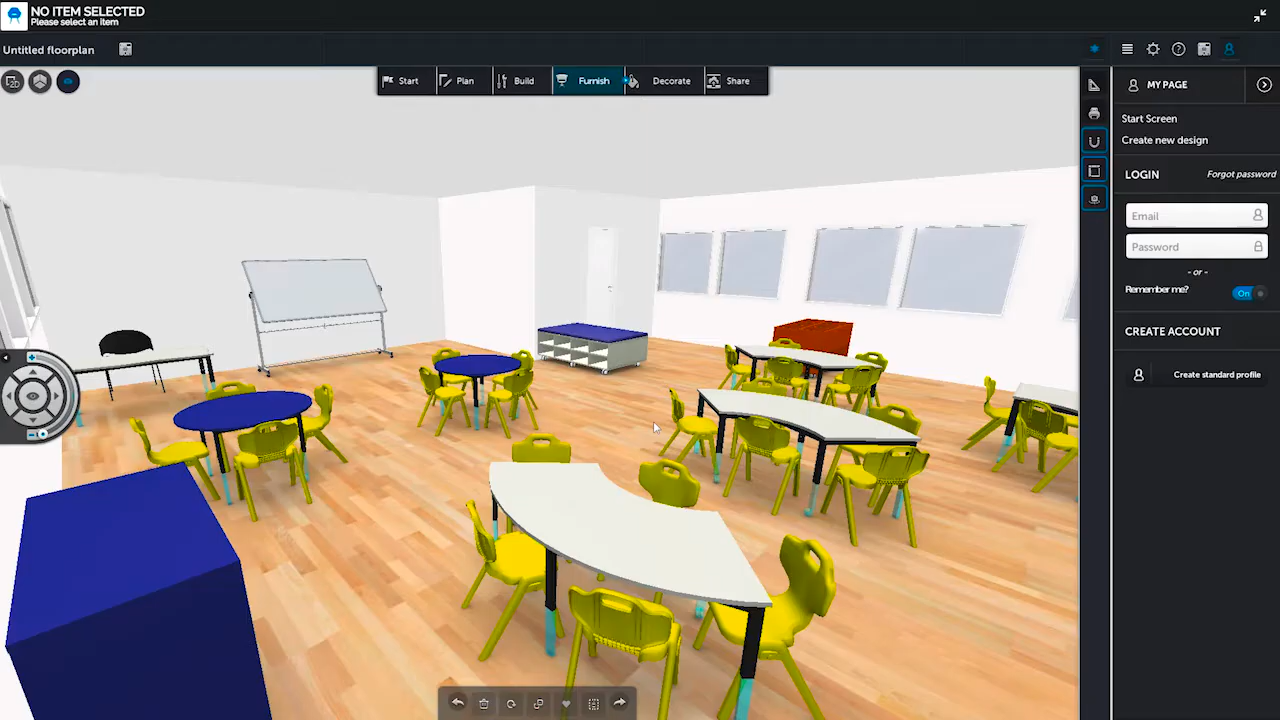 NO ITEM SELECTED
Please select an item
Untitled floorplan
Start
Plan
Build
Furnish
Decorate
Share
2D
MY PAGE
Start Screen
Create new design
LOGIN
Forgot password
Email
Password
- or -
Remember me?
On
CREATE ACCOUNT
Create standard profile